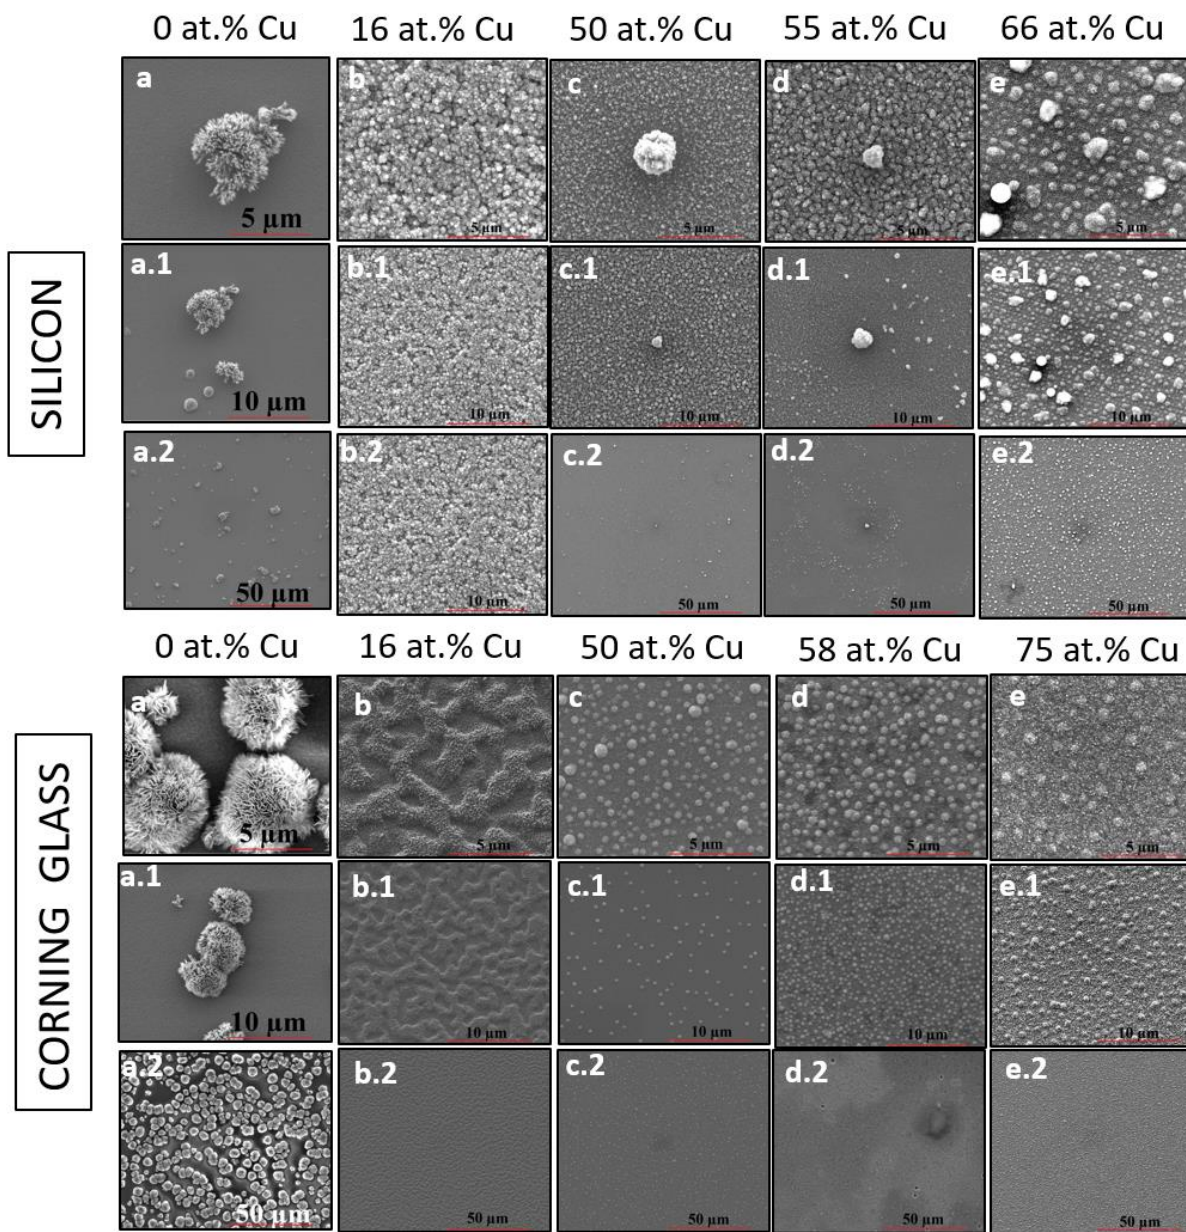 0 at.% Cu 16 at.% Cu 50 at.% Cu 55 at.% Cu 66 at.% Cu
SILICON
a b c d e
5 µm 5 µm 5 µm 5 µm 5 µm
a.1 b.1 c.1 d.1 e.1
10 µm 10 µm 10 µm 10 µm 10 µm
a.2 b.2 c.2 d.2 e.2
50 µm 10 µm 50 µm 50 µm 50 µm
0 at.% Cu 16 at.% Cu 50 at.% Cu 58 at.% Cu 75 at.% Cu
CORNING GLASS
a b c d e
5 µm 5 µm 5 µm 5 µm 5 µm
a.1 b.1 c.1 d.1 e.1
10 µm 10 µm 10 µm 10 µm 10 µm
a.2 b.2 c.2 d.2 e.2
50 µm 50 µm 50 µm 50 µm 50 µm